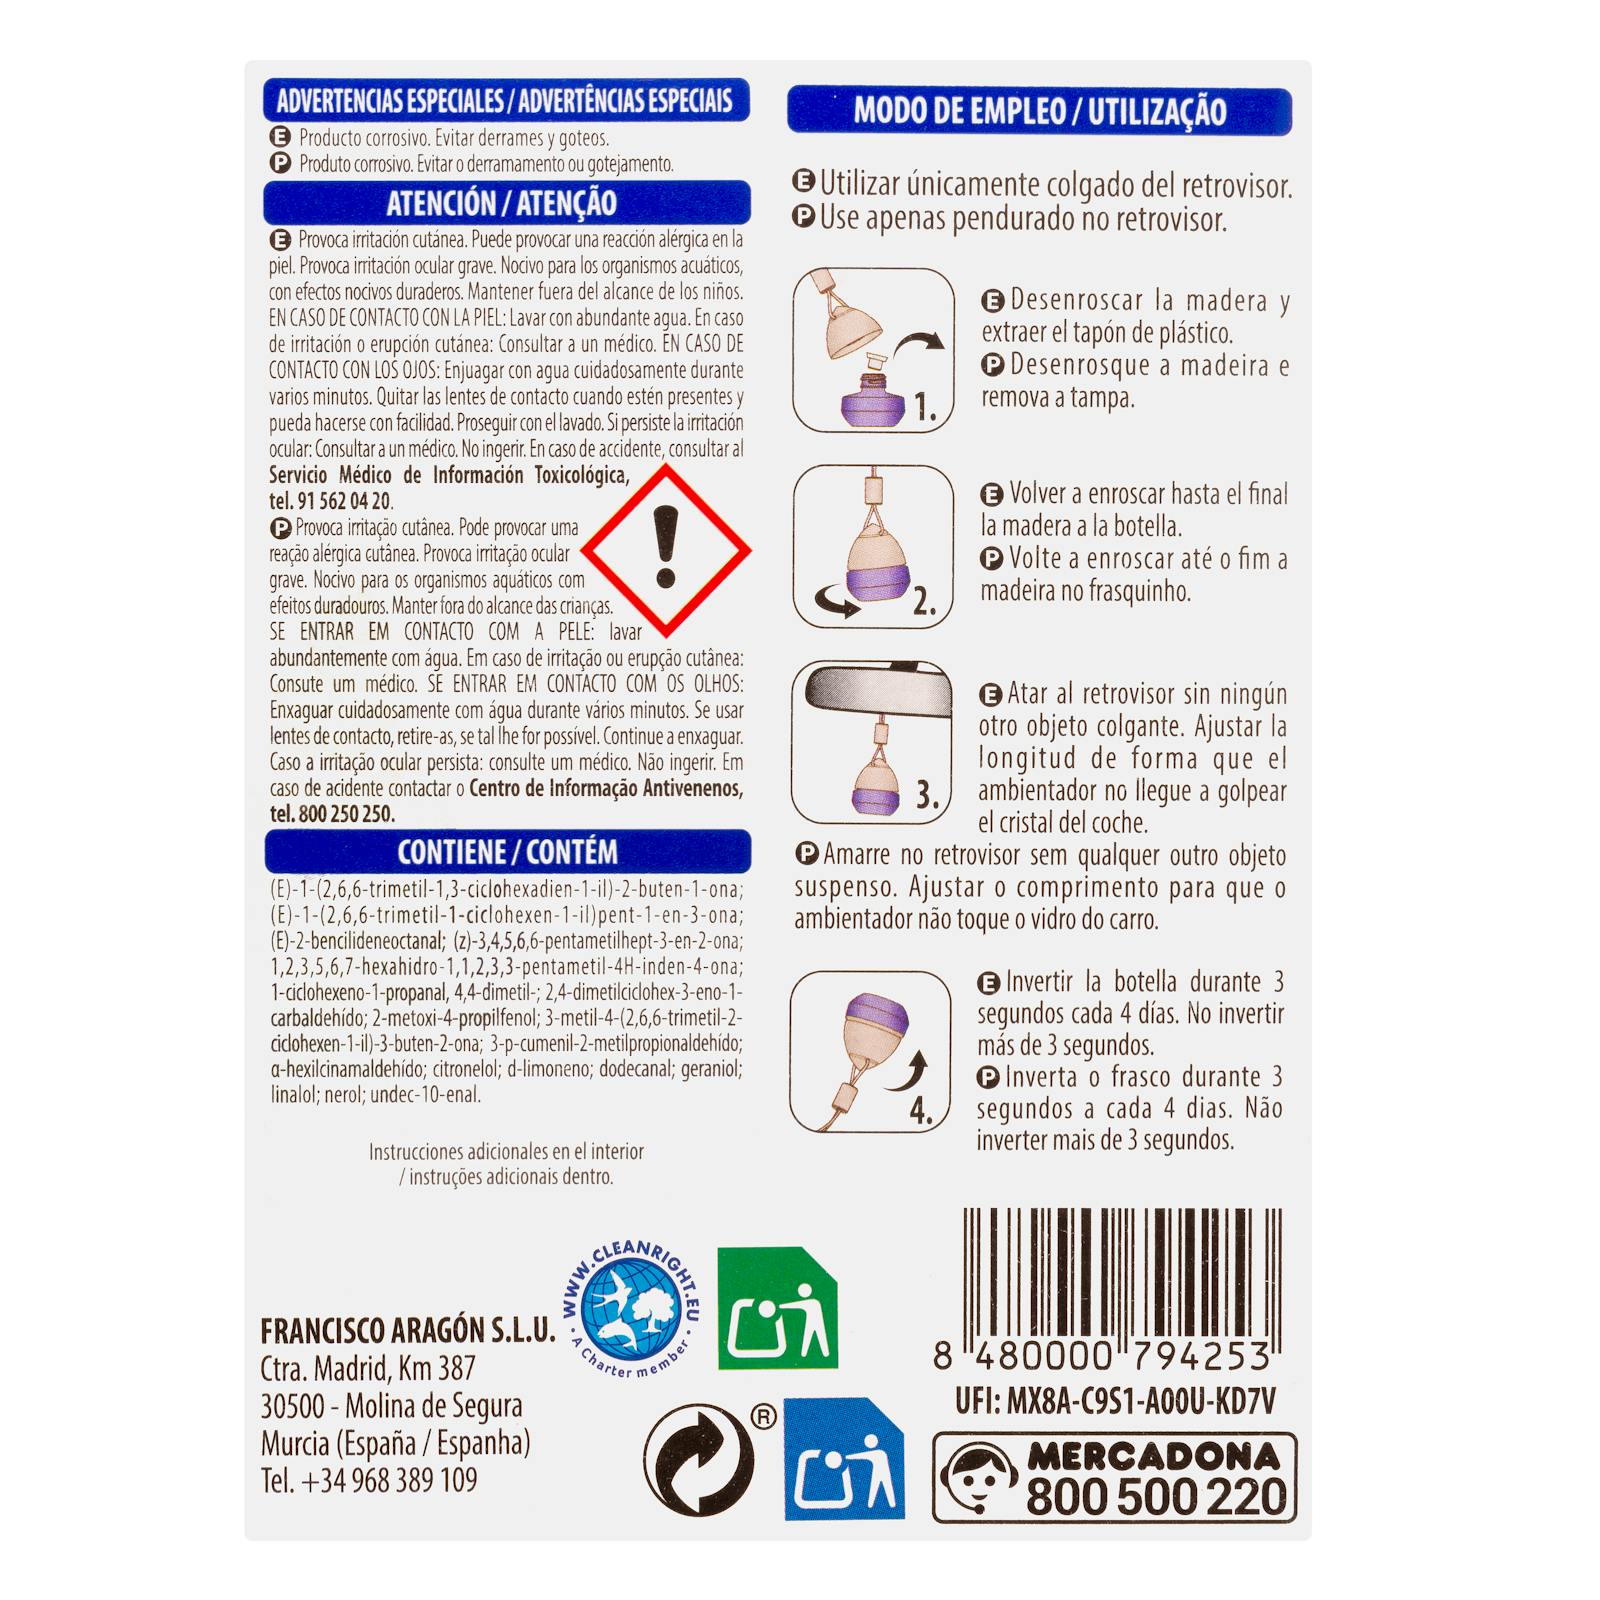 ADVERTENCIAS ESPECIALES / ADVERTÊNCIAS ESPECIAIS
E Producto corrosivo. Evitar derrames y goteos.
P Produto corrosivo. Evitar o derramamento ou gotejamento.
ATENCIÓN / ATENÇÃO
E Provoca irritación cutánea. Puede provocar una reacción alérgica en la
piel. Provoca irritación ocular grave. Nocivo para los organismos acuáticos,
con efectos nocivos duraderos. Mantener fuera del alcance de los niños.
EN CASO DE CONTACTO CON LA PIEL: Lavar con abundante agua. En caso
de irritación o erupción cutánea: Consultar a un médico. EN CASO DE
CONTACTO CON LOS OJOS: Enjuagar con agua cuidadosamente durante
varios minutos. Quitar las lentes de contacto cuando estén presentes y
pueda hacerse con facilidad. Proseguir con el lavado. Si persiste la irritación
ocular: Consultar a un médico. No ingerir. En caso de accidente, consultar al
Servicio Médico de Información Toxicológica,
tel. 91 562 04 20.
P Provoca irritação cutânea. Pode provocar uma
reação alérgica cutânea. Provoca irritação ocular
grave. Nocivo para os organismos aquáticos com
efeitos duradouros. Manter fora do alcance das crianças.
SE ENTRAR EM CONTACTO COM A PELE: lavar
abundantemente com água. Em caso de irritação ou erupção cutânea:
Consute um médico. SE ENTRAR EM CONTACTO COM OS OLHOS:
Enxaguar cuidadosamente com água durante vários minutos. Se usar
lentes de contacto, retire-as, se tal lhe for possível. Continue a enxaguar.
Caso a irritação ocular persista: consulte um médico. Não ingerir. Em
caso de acidente contactar o Centro de Informação Antivenenos,
tel. 800 250 250.
CONTIENE / CONTÉM
(E)-1-(2,6,6-trimetil-1,3-ciclohexadien-1-il)-2-buten-1-ona;
(E)-1-(2,6,6-trimetil-1-ciclohexen-1-il)pent-1-en-3-ona;
(E)-2-bencilideneoctanal; (z)-3,4,5,6,6-pentametilhept-3-en-2-ona;
1,2,3,5,6,7-hexahidro-1,1,2,3,3-pentametil-4H-inden-4-ona;
1-ciclohexeno-1-propanal, 4,4-dimetil-; 2,4-dimetilciclohex-3-eno-1-
carbaldehído; 2-metoxi-4-propilfenol; 3-metil-4-(2,6,6-trimetil-2-
ciclohexen-1-il)-3-buten-2-ona; 3-p-cumenil-2-metilpropionaldehído;
α-hexilcinamaldehído; citronelol; d-limoneno; dodecanal; geraniol;
linalol; nerol; undec-10-enal.
Instrucciones adicionales en el interior
/ instruções adicionais dentro.
FRANCISCO ARAGÓN S.L.U.
Ctra. Madrid, Km 387
30500 - Molina de Segura
Murcia (España / Espanha)
Tel. +34 968 389 109
WWW.CLEANRIGHT.EU
• A Charter member •
®
MODO DE EMPLEO / UTILIZAÇÃO
E Utilizar únicamente colgado del retrovisor.
P Use apenas pendurado no retrovisor.
1.
E Desenroscar la madera y
extraer el tapón de plástico.
P Desenrosque a madeira e
remova a tampa.
2.
E Volver a enroscar hasta el final
la madera a la botella.
P Volte a enroscar até o fim a
madeira no frasquinho.
3.
E Atar al retrovisor sin ningún
otro objeto colgante. Ajustar la
longitud de forma que el
ambientador no llegue a golpear
el cristal del coche.
P Amarre no retrovisor sem qualquer outro objeto
suspenso. Ajustar o comprimento para que o
ambientador não toque o vidro do carro.
4.
E Invertir la botella durante 3
segundos cada 4 días. No invertir
más de 3 segundos.
P Inverta o frasco durante 3
segundos a cada 4 dias. Não
inverter mais de 3 segundos.
8 480000 794253
UFI: MX8A-C9S1-A00U-KD7V
MERCADONA
800 500 220